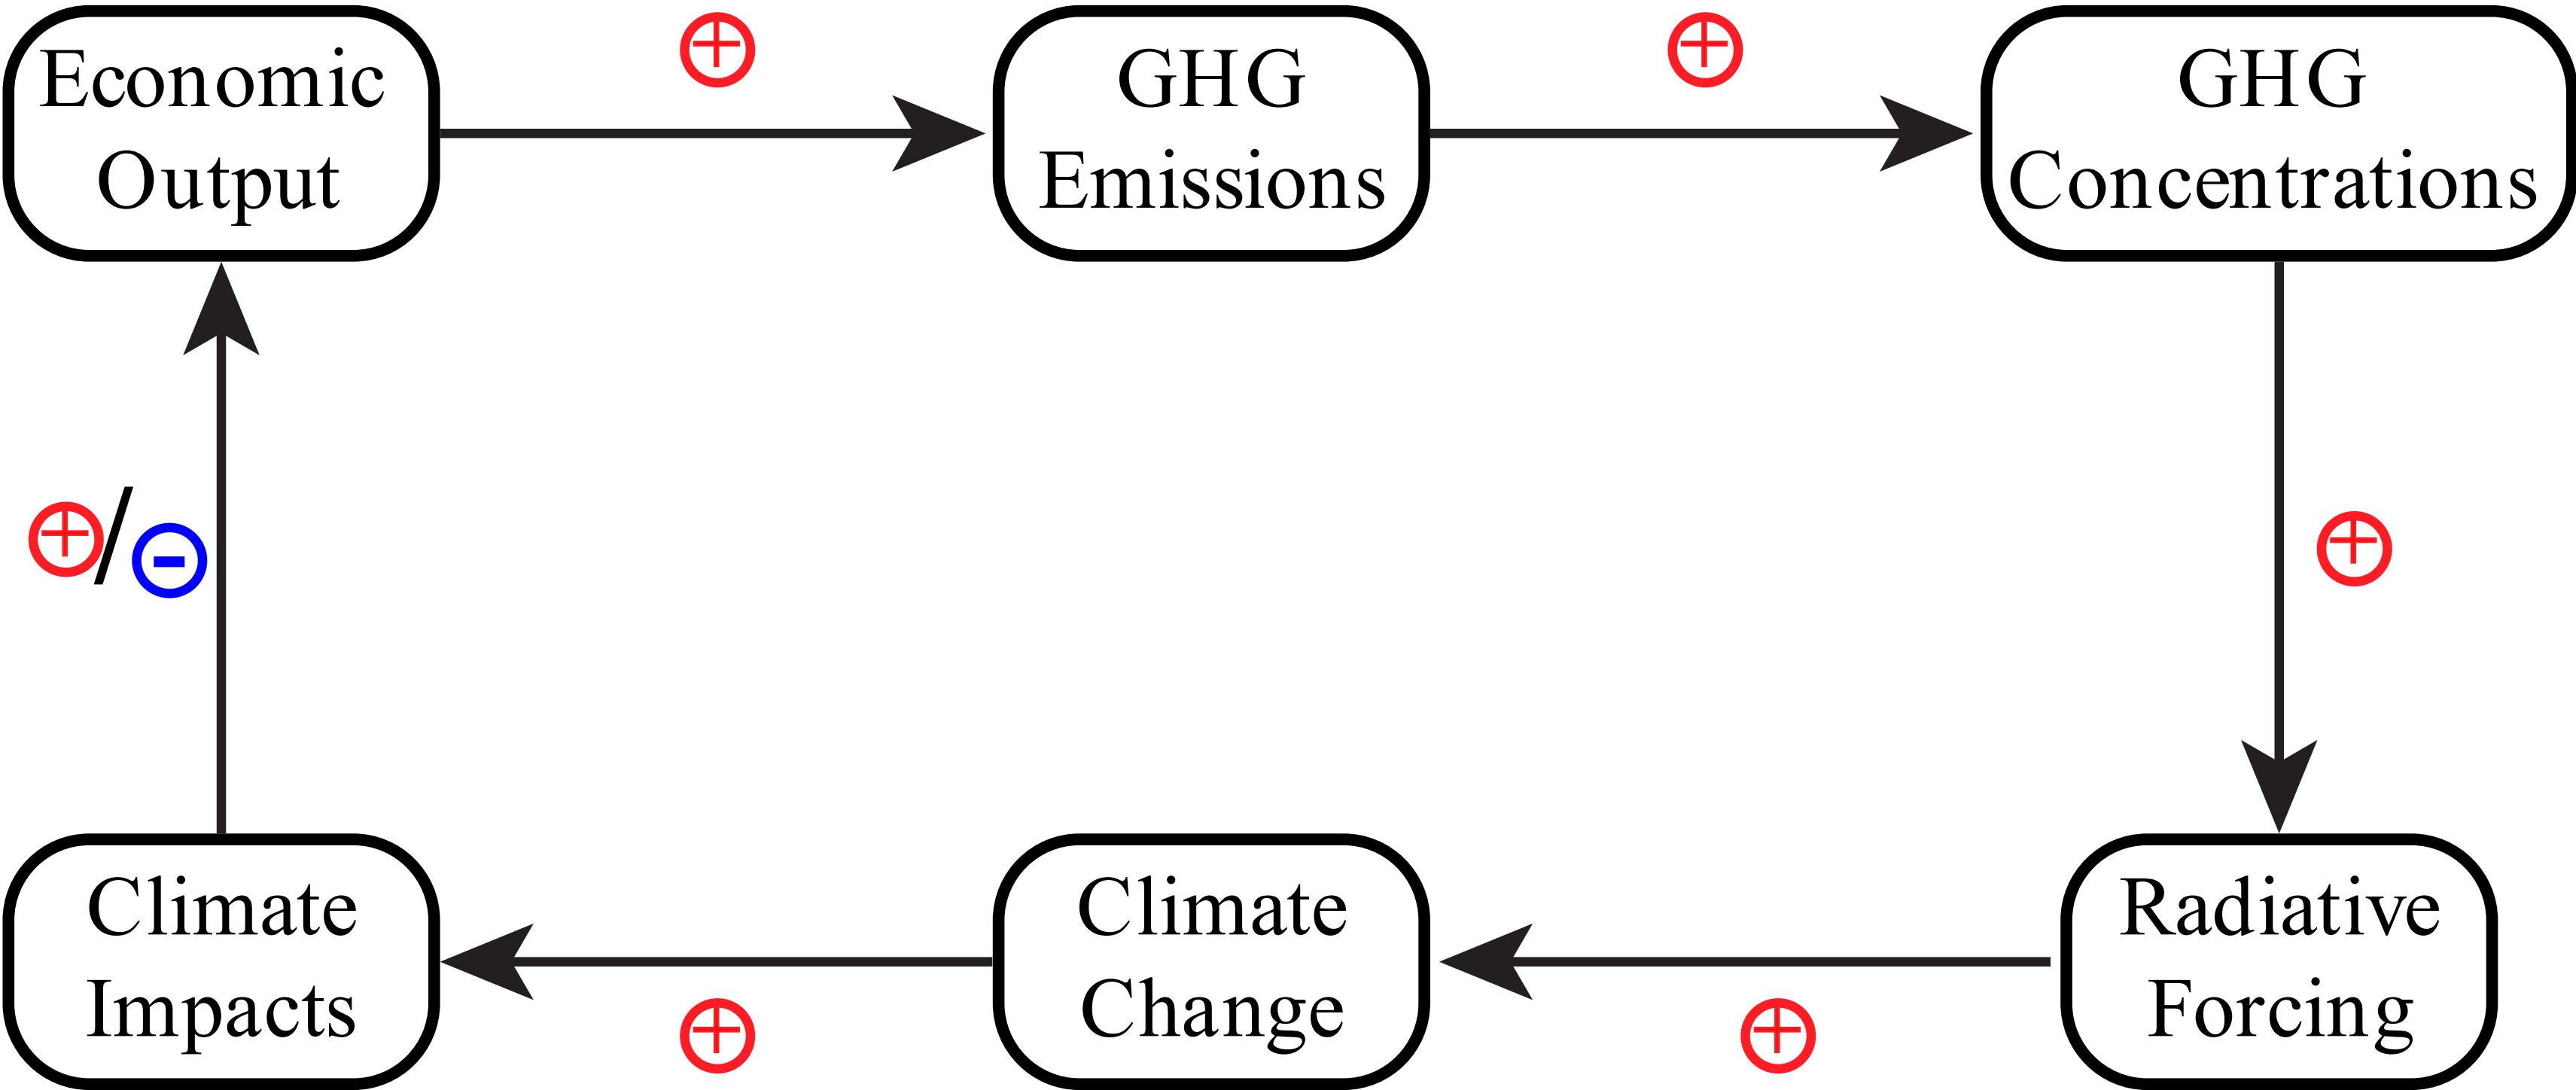 Economic
Output
+
GHG
Emissions
+
GHG
Concentrations
+/-
+
Climate
Impacts
+
Climate
Change
+
Radiative
Forcing